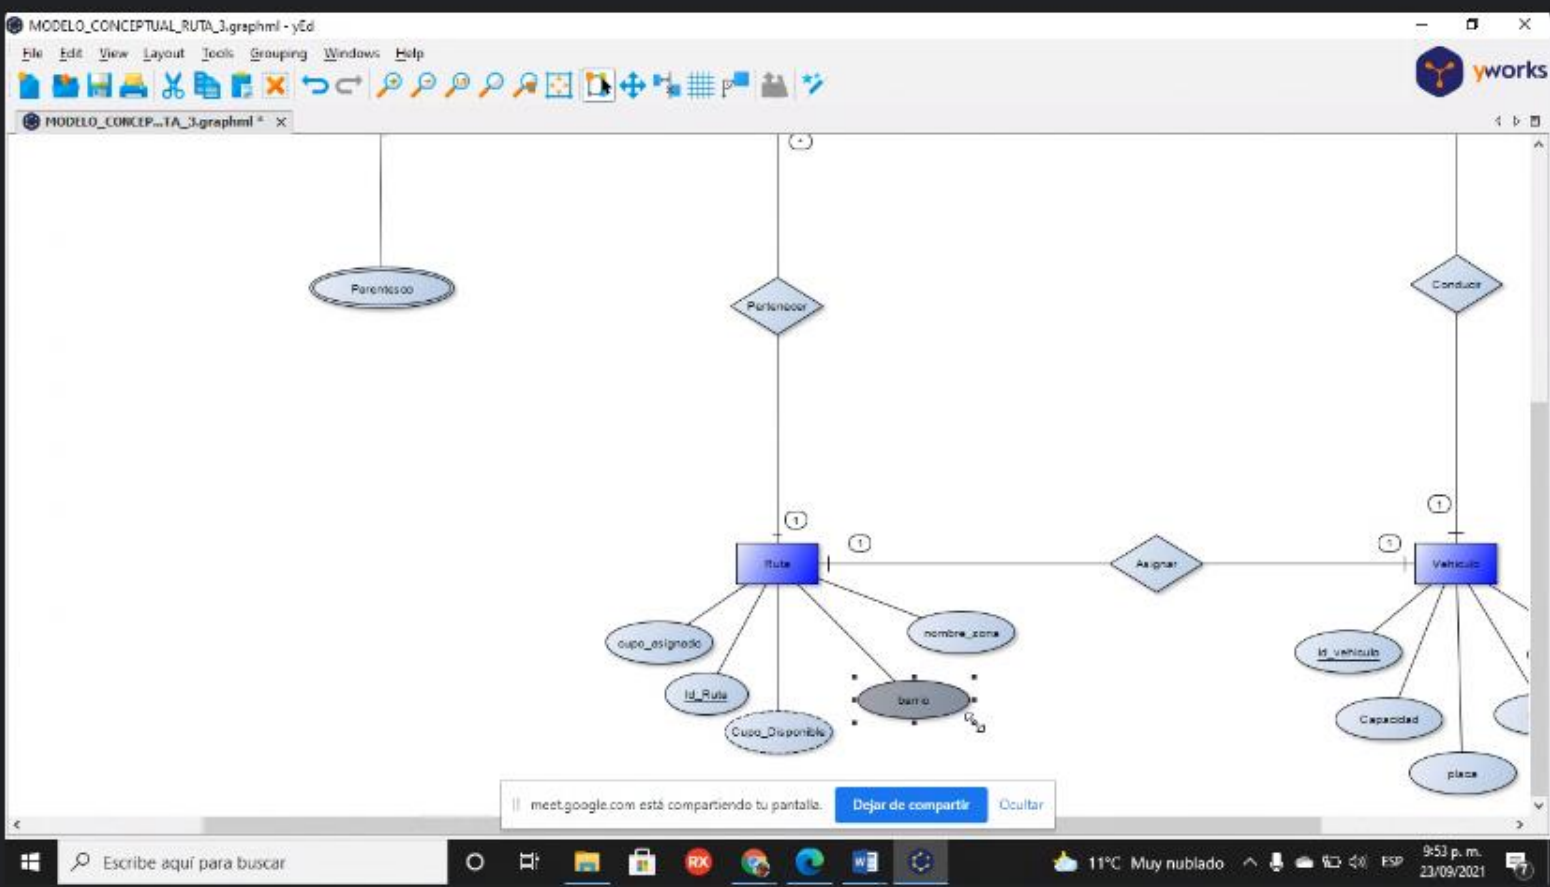 MODELO_CONCEPTUAL_RUTA_3.graphml - yEd
File Edit View Layout Tools Grouping Windows Help
yworks
MODELO_CONCEP...TA_3.graphml * X
Parentesco
Pertenecer
Conducir
1
1
1
1
Ruta
Asignar
Vehiculo
cupo_asignado
nombre_zona
Id_vehiculo
Id_Ruta
barrio
Capacidad
Cupo_Disponible
placa
meet.google.com está compartiendo tu pantalla.
Dejar de compartir
Ocultar
Escribe aquí para buscar
RX
W
11°C Muy nublado
ESP
9:53 p. m.
23/09/2021
7